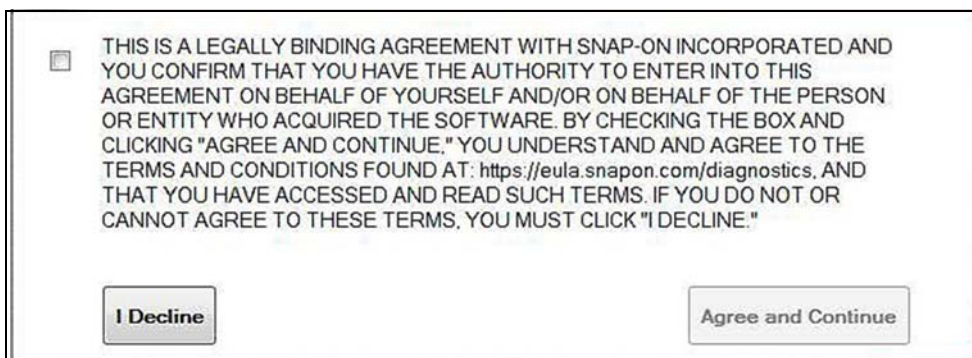 THIS IS A LEGALLY BINDING AGREEMENT WITH SNAP-ON INCORPORATED AND
YOU CONFIRM THAT YOU HAVE THE AUTHORITY TO ENTER INTO THIS
AGREEMENT ON BEHALF OF YOURSELF AND/OR ON BEHALF OF THE PERSON
OR ENTITY WHO ACQUIRED THE SOFTWARE. BY CHECKING THE BOX AND
CLICKING "AGREE AND CONTINUE," YOU UNDERSTAND AND AGREE TO THE
TERMS AND CONDITIONS FOUND AT: https://eula.snapon.com/diagnostics, AND
THAT YOU HAVE ACCESSED AND READ SUCH TERMS. IF YOU DO NOT OR
CANNOT AGREE TO THESE TERMS, YOU MUST CLICK "I DECLINE."
I Decline
Agree and Continue